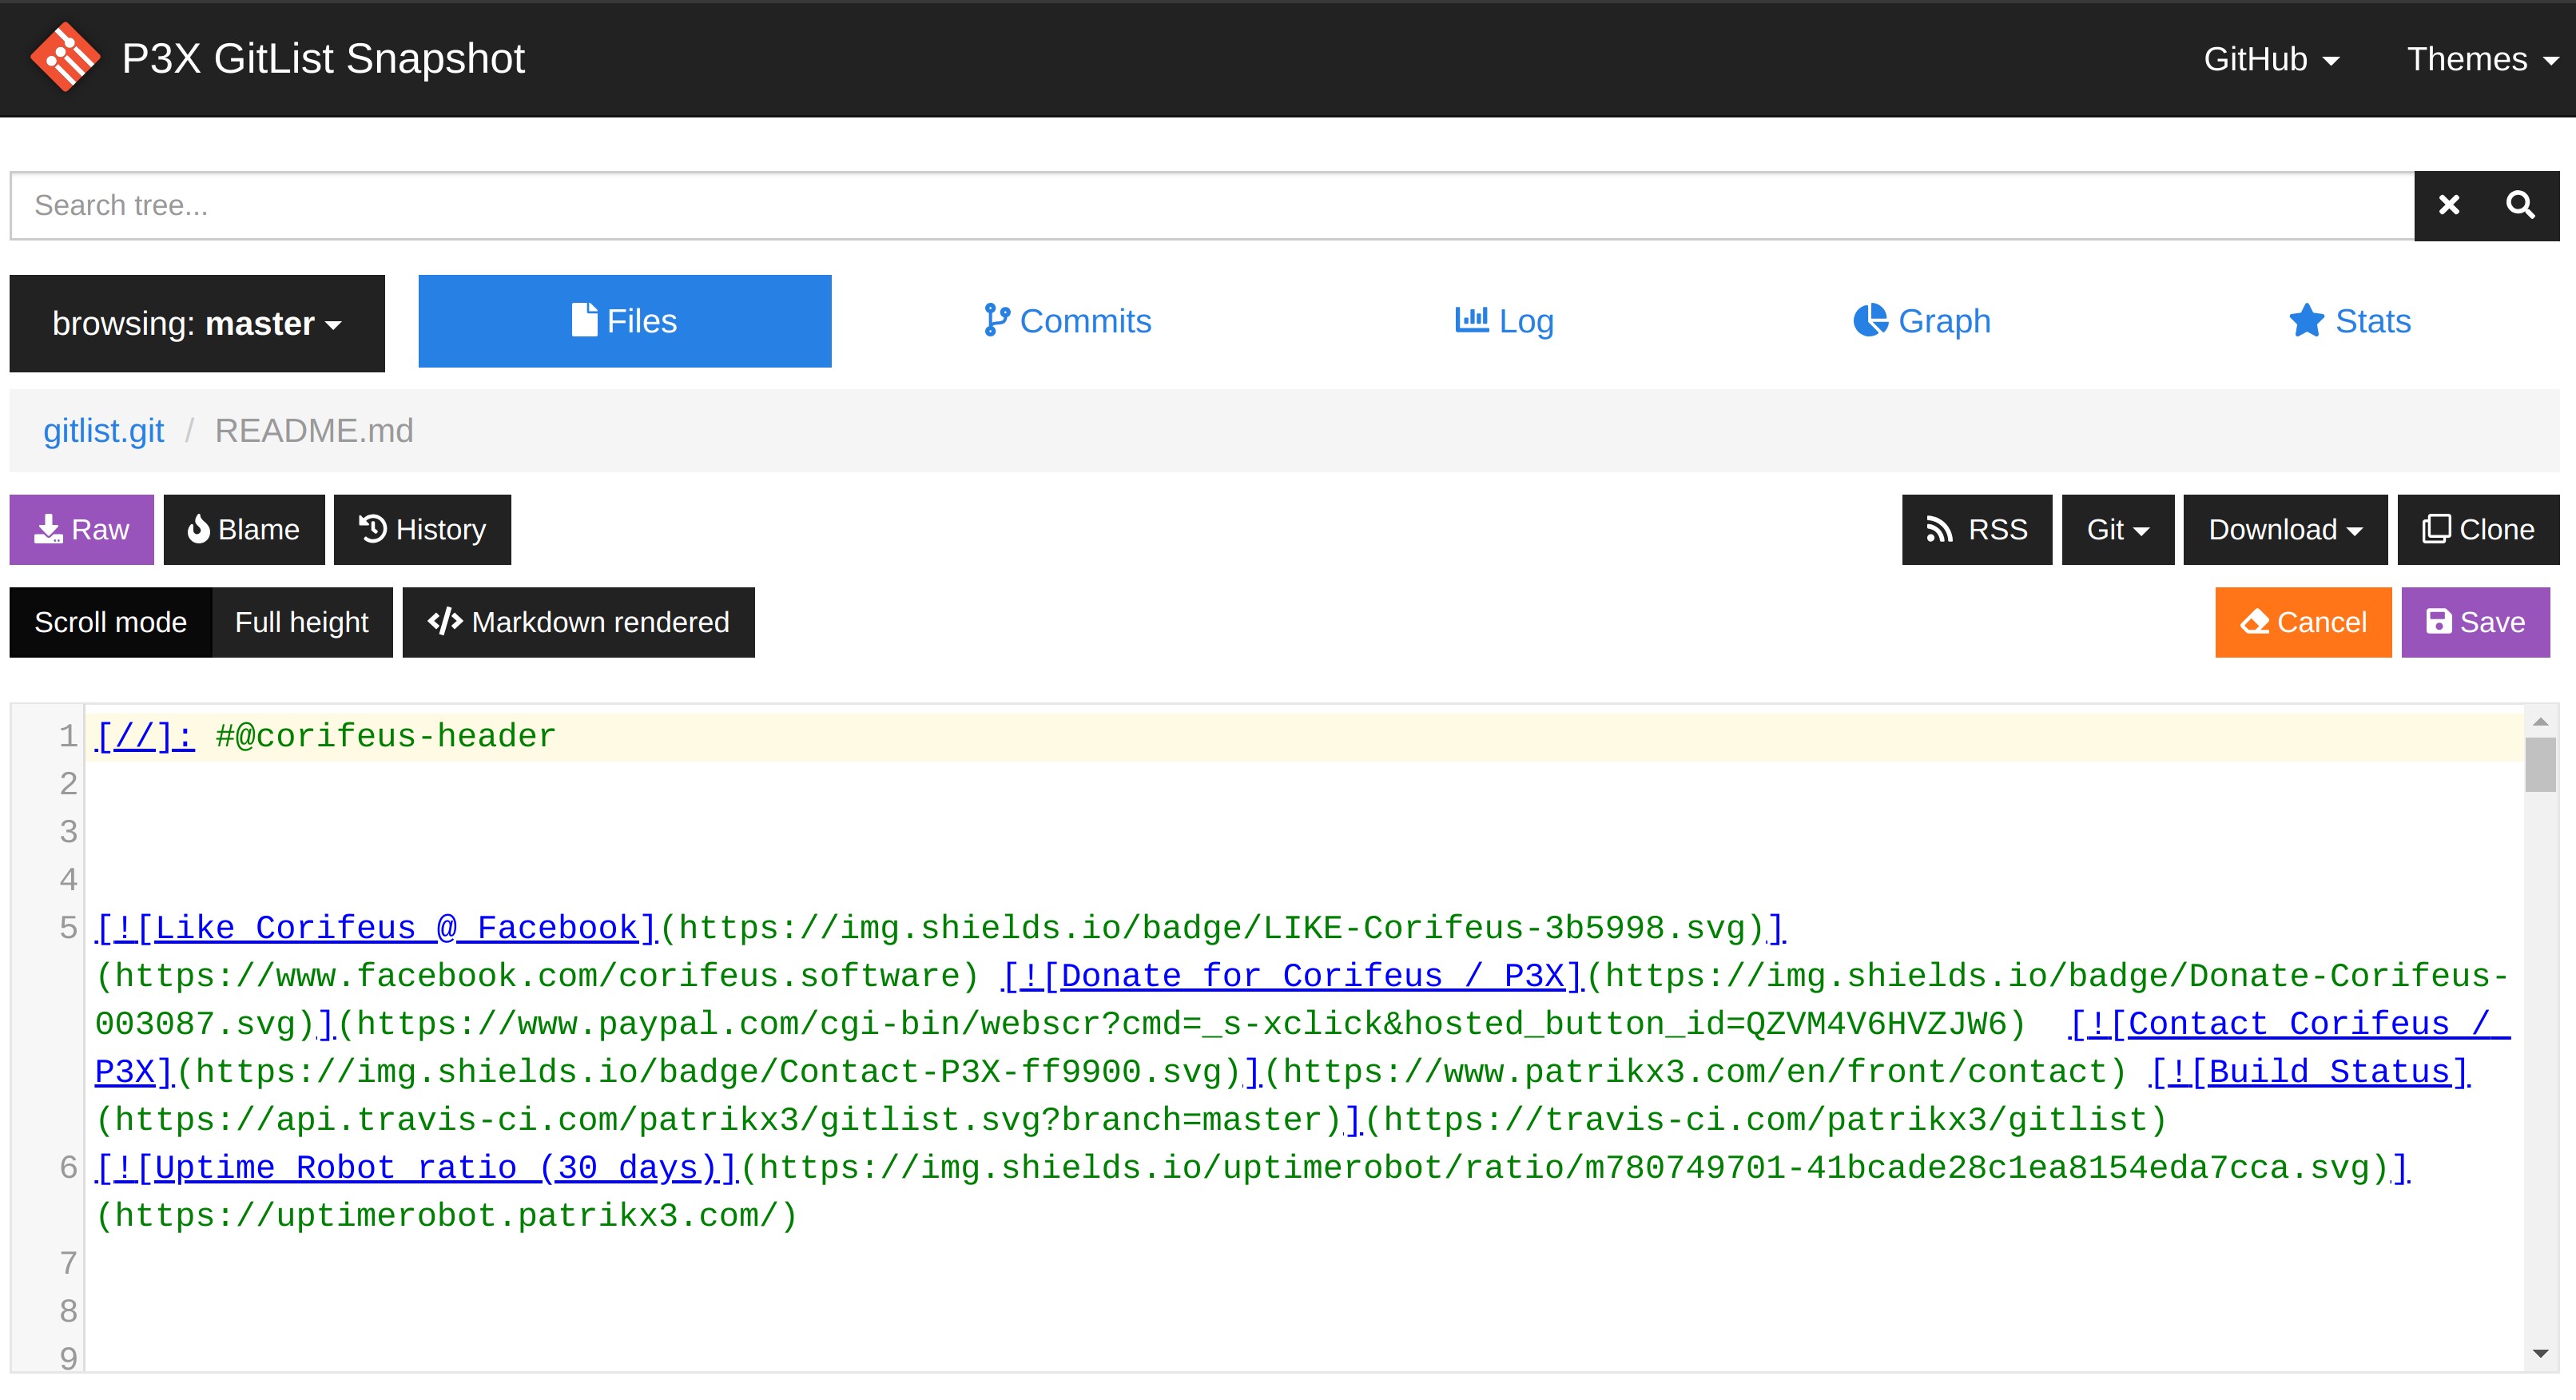 P3X GitList Snapshot
GitHub
Themes
Search tree...
browsing: master
Files
Commits
Log
Graph
Stats
gitlist.git / README.md
Raw
Blame
History
RSS
Git
Download
Clone
Scroll mode
Full height
Markdown rendered
Cancel
Save
1 [//]: #@corifeus-header
2
3
4
5 [![Like Corifeus @ Facebook](https://img.shields.io/badge/LIKE-Corifeus-3b5998.svg)]
(https://www.facebook.com/corifeus.software) [![Donate for Corifeus / P3X](https://img.shields.io/badge/Donate-Corifeus-
003087.svg)](https://www.paypal.com/cgi-bin/webscr?cmd=_s-xclick&hosted_button_id=QZVM4V6HVZJW6)  [![Contact Corifeus /
P3X](https://img.shields.io/badge/Contact-P3X-ff9900.svg)](https://www.patrikx3.com/en/front/contact) [![Build Status]
(https://api.travis-ci.com/patrikx3/gitlist.svg?branch=master)](https://travis-ci.com/patrikx3/gitlist)
6 [![Uptime Robot ratio (30 days)](https://img.shields.io/uptimerobot/ratio/m780749701-41bcade28c1ea8154eda7cca.svg)]
(https://uptimerobot.patrikx3.com/)
7
8
9